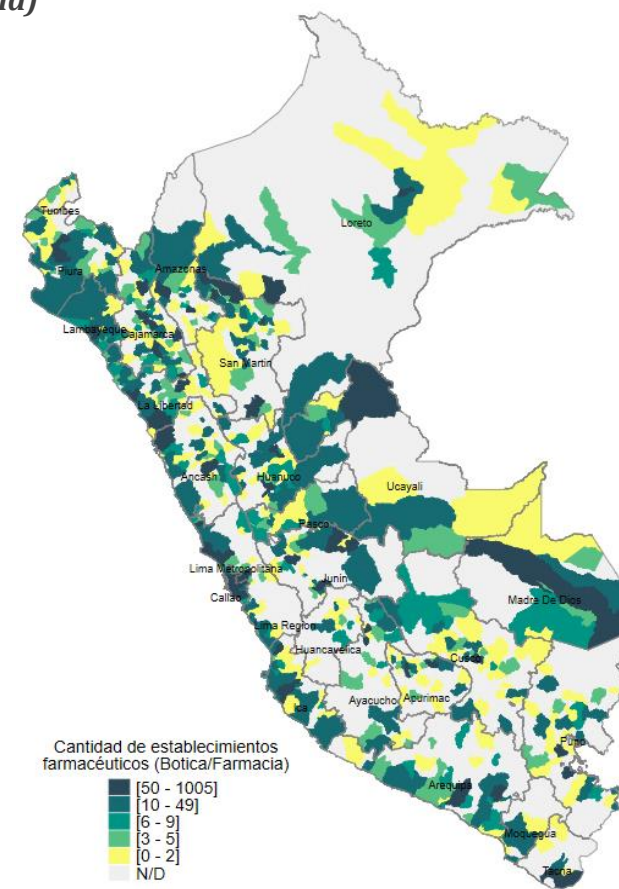 Tumbes
Loreto
Piura
Amazonas
Lambayeque
Cajamarca
San Martin
La Libertad
Ancash
Huanuco
Ucayali
Pasco
Lima Metropolitana
Junin
Callao
Madre De Dios
Lima Region
Huancavelica
Cusco
Ica
Ayacucho
Apurimac
Puno
Arequipa
Moquegua
Tacna
Cantidad de establecimientos
farmacéuticos (Botica/Farmacia)
[50 - 1005]
[10 - 49]
[6 - 9]
[3 - 5]
[0 - 2]
N/D